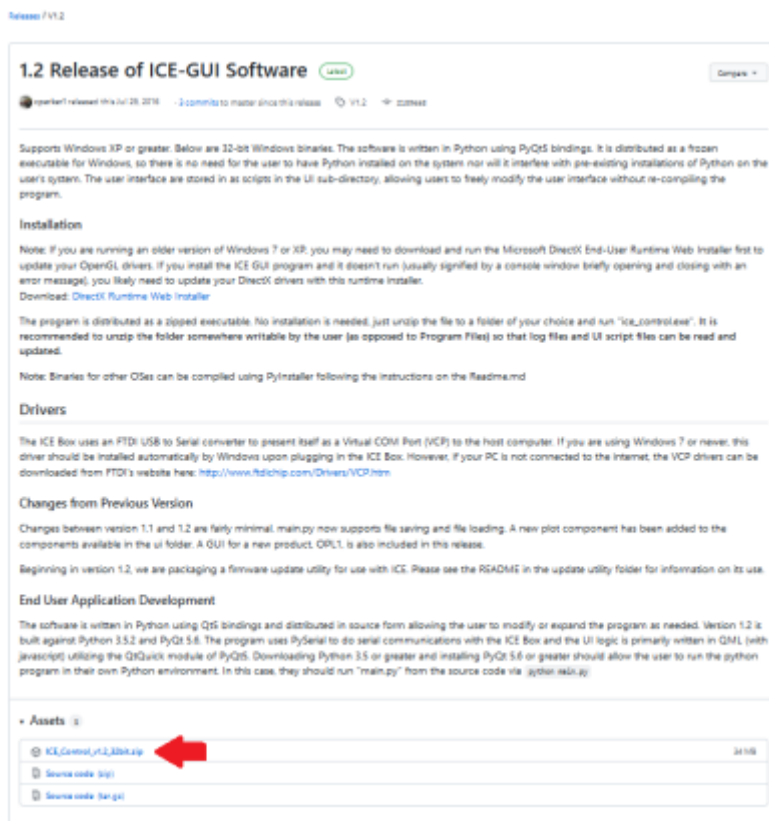 Releases / V1.2
1.2 Release of ICE-GUI Software Latest
Compare
released this Jul 28, 2016 · 2 commits to master since this release V1.2
Supports Windows XP or greater. Below are 32-bit Windows binaries. The software is written in Python using PyQt5 bindings. It is distributed as a frozen
executable for Windows, so there is no need for the user to have Python installed on the system nor will it interfere with pre-existing installations of Python on the
user's system. The user interface are stored in as scripts in the UI sub-directory, allowing users to freely modify the user interface without re-compiling the
program.
Installation
Note: If you are running an older version of Windows 7 or XP, you may need to download and run the Microsoft DirectX End-User Runtime Web Installer first to
update your OpenGL drivers. If you install the ICE GUI program and it doesn't run (usually signified by a console window briefly opening and closing with an
error message), you likely need to update your DirectX drivers with this runtime installer.
Download: DirectX Runtime Web Installer
The program is distributed as a zipped executable. No installation is needed, just unzip the file to a folder of your choice and run "ice_control.exe". It is
recommended to unzip the folder somewhere writable by the user (as opposed to Program Files) so that log files and UI script files can be read and
updated.
Note: Binaries for other OSes can be compiled using PyInstaller following the instructions on the Readme.md
Drivers
The ICE Box uses an FTDI USB to Serial converter to present itself as a Virtual COM Port (VCP) to the host computer. If you are using Windows 7 or newer, this
driver should be installed automatically by Windows upon plugging in the ICE Box. However, if your PC is not connected to the internet, the VCP drivers can be
downloaded from FTDI's website here: http://www.ftdichip.com/Drivers/VCP.htm
Changes from Previous Version
Changes between version 1.1 and 1.2 are fairly minimal. main.py now supports file saving and file loading. A new plot component has been added to the
components available in the ui folder. A GUI for a new product, OPL1, is also included in this release.
Beginning in version 1.2, we are packaging a firmware update utility for use with ICE. Please see the README in the update utility folder for information on its use.
End User Application Development
The software is written in Python using Qt5 bindings and distributed in source form allowing the user to modify or expand the program as needed. Version 1.2 is
built against Python 3.5.2 and PyQt 5.6. The program uses PySerial to do serial communications with the ICE Box and the UI logic is primarily written in QML (with
javascript) utilizing the QtQuick module of PyQt5. Downloading Python 3.5 or greater and installing PyQt 5.6 or greater should allow the user to run the python
program in their own Python environment. In this case, they should run "main.py" from the source code via python main.py
Assets 3
ICE_Control_v1.2_32bit.zip 34 MB
Source code (zip)
Source code (tar.gz)